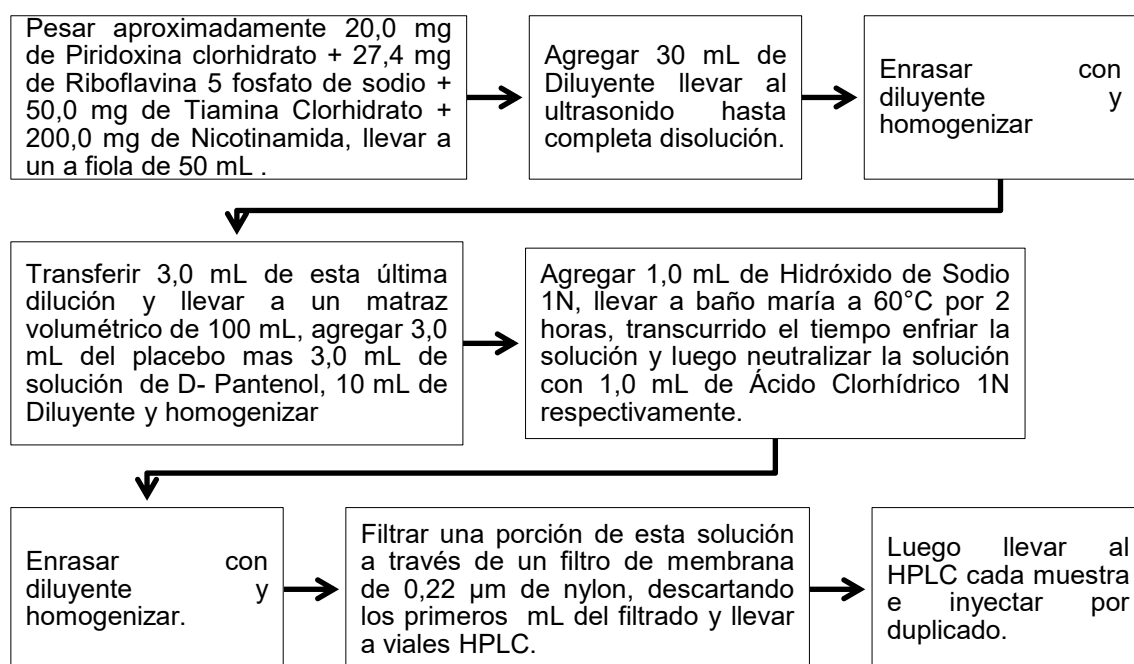 Pesar aproximadamente 20,0 mg
de Piridoxina clorhidrato + 27,4 mg
de Riboflavina 5 fosfato de sodio +
50,0 mg de Tiamina Clorhidrato +
200,0 mg de Nicotinamida, llevar a
un a fiola de 50 mL .
Agregar 30 mL de
Diluyente llevar al
ultrasonido hasta
completa disolución.
Enrasar con
diluyente y
homogenizar
Transferir 3,0 mL de esta última
dilución y llevar a un matraz
volumétrico de 100 mL, agregar 3,0
mL del placebo mas 3,0 mL de
solución de D- Pantenol, 10 mL de
Diluyente y homogenizar
Agregar 1,0 mL de Hidróxido de Sodio
1N, llevar a baño maría a 60°C por 2
horas, transcurrido el tiempo enfriar la
solución y luego neutralizar la solución
con 1,0 mL de Ácido Clorhídrico 1N
respectivamente.
Enrasar con
diluyente y
homogenizar.
Filtrar una porción de esta solución
a través de un filtro de membrana
de 0,22 µm de nylon, descartando
los primeros mL del filtrado y llevar
a viales HPLC.
Luego llevar al
HPLC cada muestra
e inyectar por
duplicado.